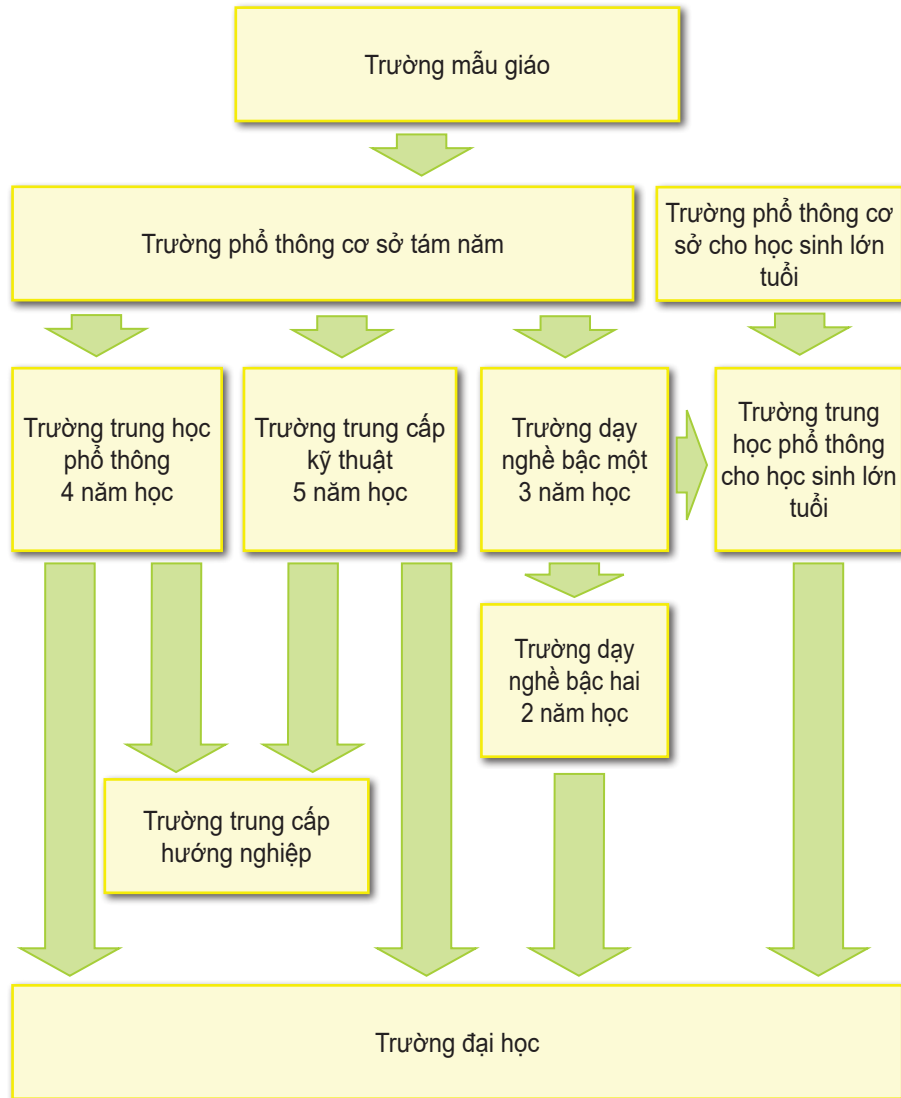 Trường mẫu giáo
Trường phổ thông cơ sở tám năm
Trường phổ thông cơ
sở cho học sinh lớn
tuổi
Trường trung học
phổ thông
4 năm học
Trường trung cấp
kỹ thuật
5 năm học
Trường dạy
nghề bậc một
3 năm học
Trường trung
học phổ thông
cho học sinh lớn
tuổi
Trường dạy
nghề bậc hai
2 năm học
Trường trung cấp
hướng nghiệp
Trường đại học